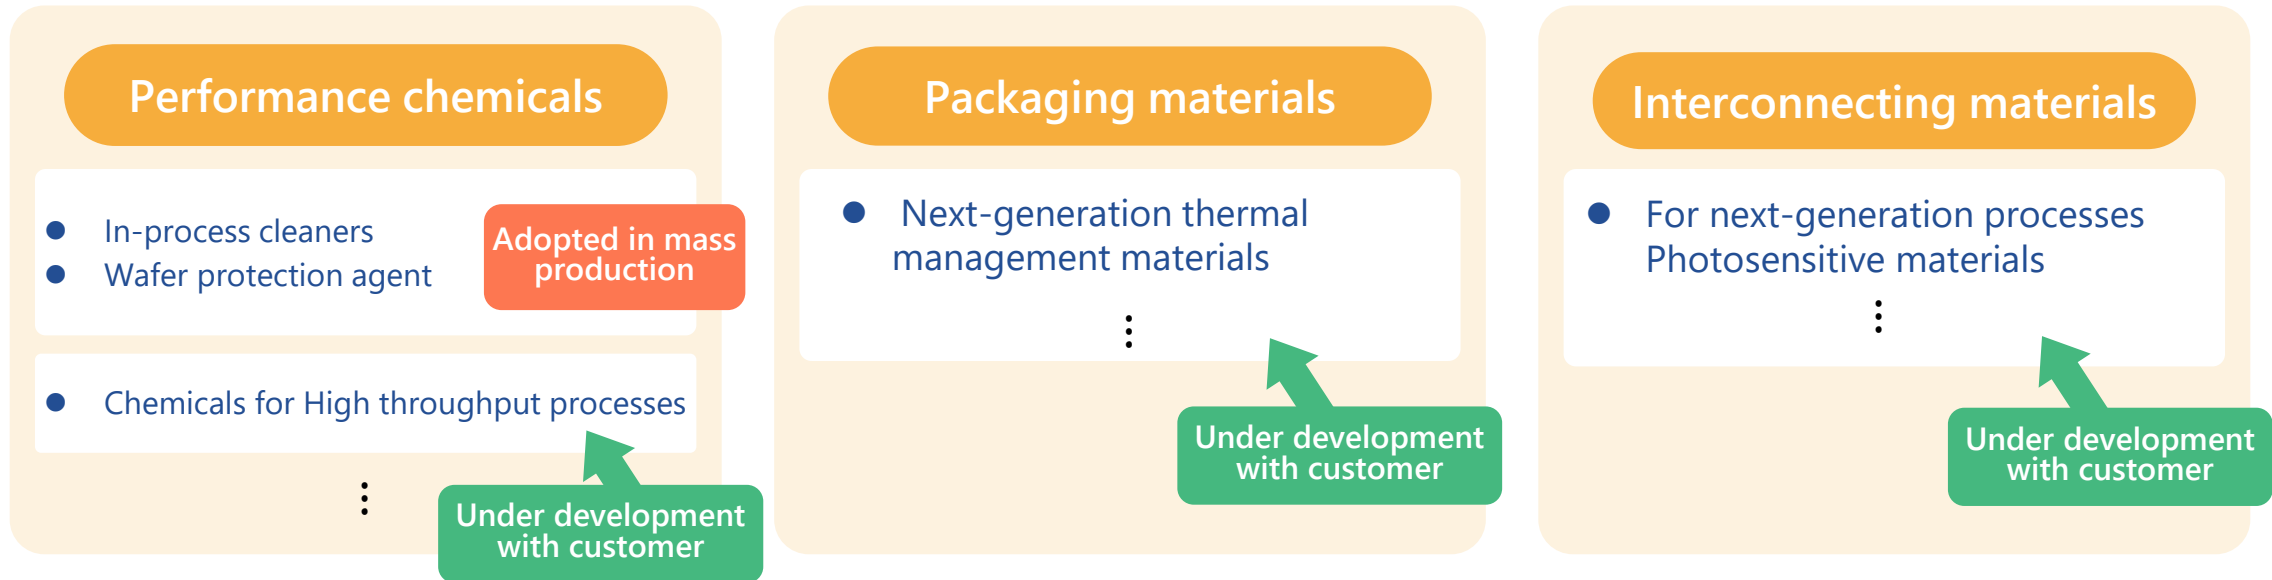 Performance chemicals
In-process cleaners
Wafer protection agent
Adopted in mass
production
Chemicals for High throughput processes
Under development
with customer
Packaging materials
Next-generation thermal
management materials
Under development
with customer
Interconnecting materials
For next-generation processes
Photosensitive materials
Under development
with customer